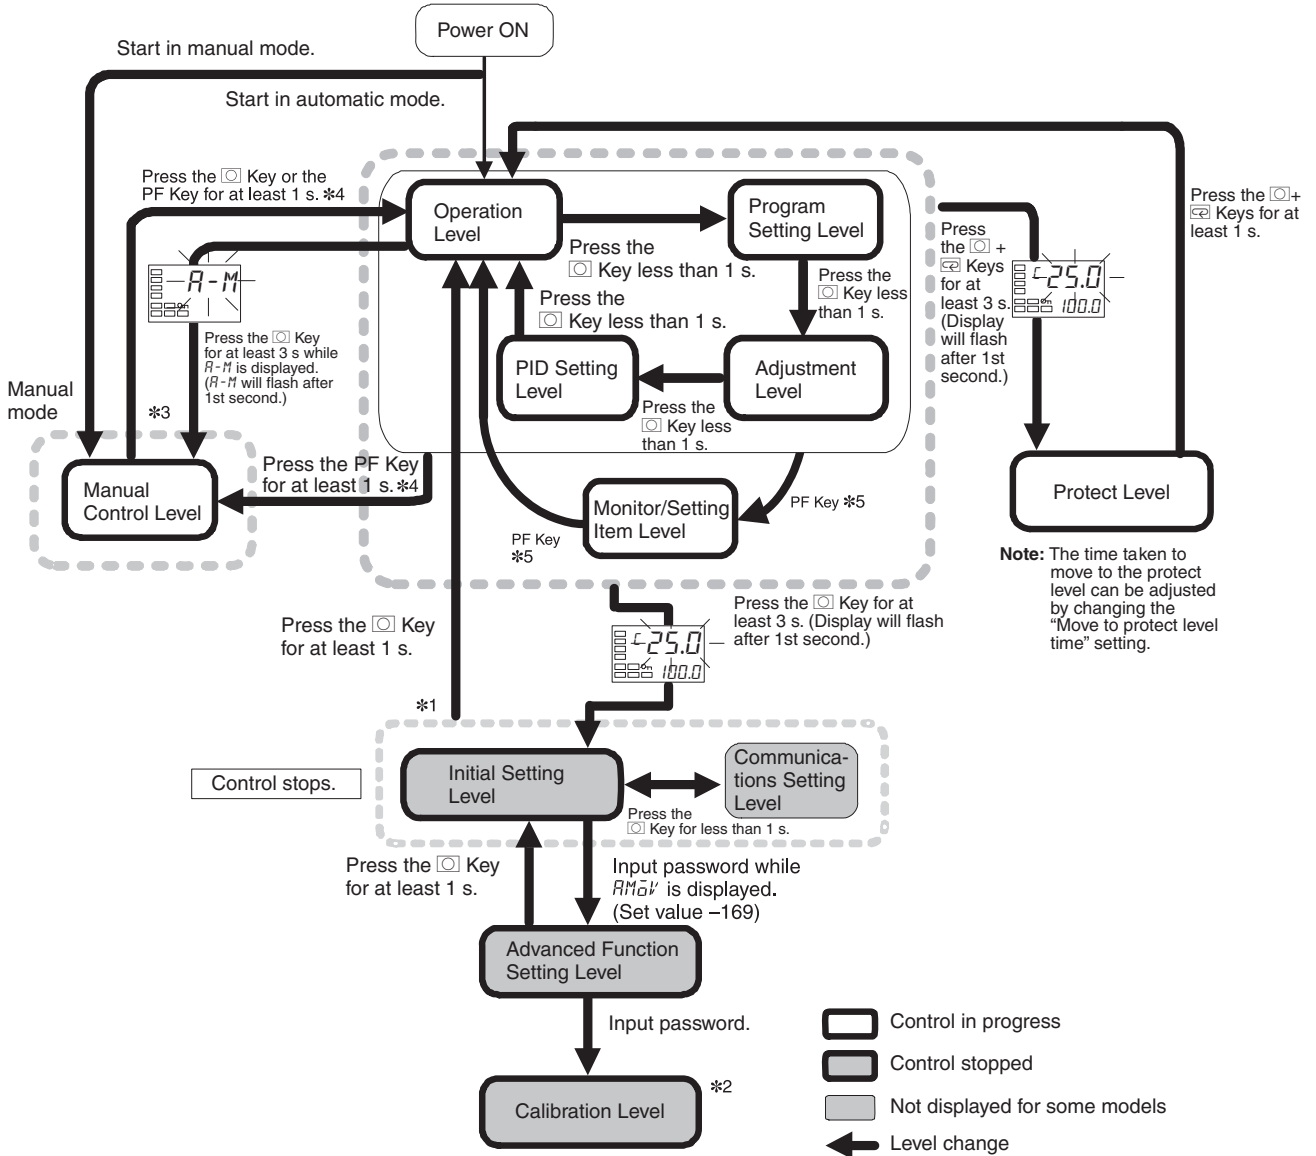 Power ON
Start in manual mode.
Start in automatic mode.
Press the Key or the
PF Key for at least 1 s. ✻4
Operation
Level
Press the
Key less than 1 s.
Program
Setting Level
Press the
Key less
than 1 s.
Adjustment
Level
Press the
Key less
than 1 s.
PID Setting
Level
Press the
Key less than 1 s.
A-M
Press the Key
for at least 3 s while
A-M is displayed.
(A-M will flash after
1st second.)
Manual
mode
✻3
Manual
Control Level
Press the PF Key
for at least 1 s. ✻4
Monitor/Setting
Item Level
PF Key ✻5
PF Key
✻5
Press
the +
Keys
for at
least 3 s.
(Display
will flash
after 1st
second.)
C 25.0
100.0
Press the +
Keys for at
least 1 s.
Protect Level
Note: The time taken to
move to the protect
level can be adjusted
by changing the
“Move to protect level
time” setting.
Press the Key for at
least 3 s. (Display will flash
after 1st second.)
C 25.0
100.0
Press the Key
for at least 1 s.
✻1
Control stops.
Initial Setting
Level
Communica-
tions Setting
Level
Press the
Key for less than 1 s.
Press the Key
for at least 1 s.
Input password while
AMoV is displayed.
(Set value –169)
Advanced Function
Setting Level
Input password.
Calibration Level
✻2
Control in progress
Control stopped
Not displayed for some models
Level change